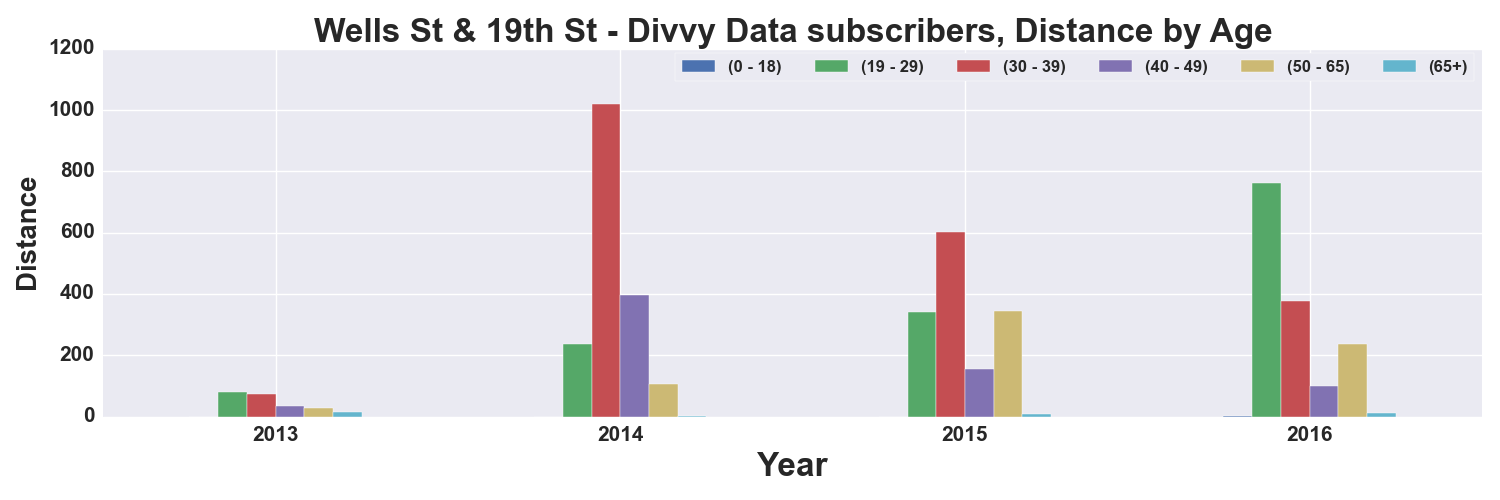 Wells St & 19th St - Divvy Data subscribers, Distance by Age
1200
(0 - 18) (19 - 29) (30 - 39) (40 - 49) (50 - 65) (65+)
1000
800
600
400
200
0
Distance
2013 2014 2015 2016
Year